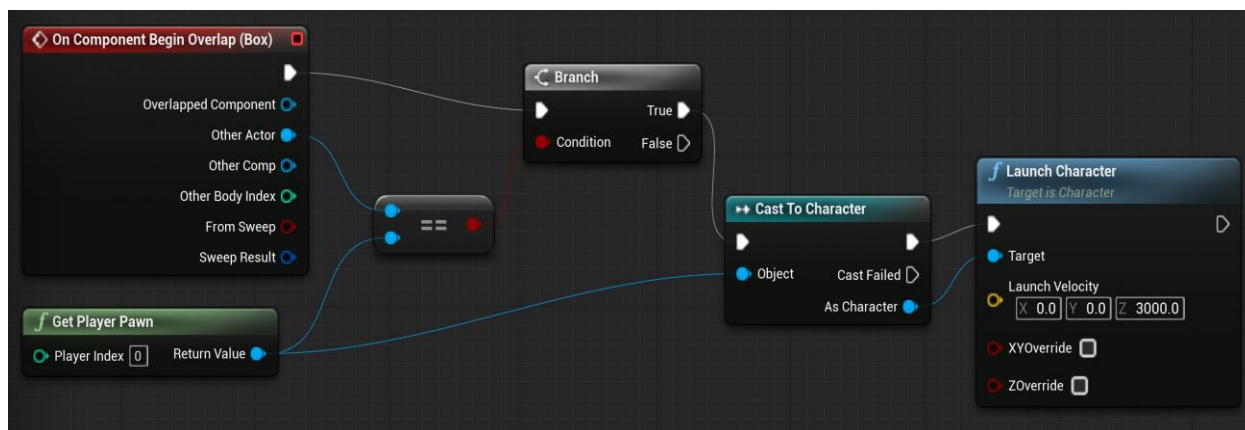 On Component Begin Overlap (Box)
Overlapped Component
Other Actor
Other Comp
Other Body Index
From Sweep
Sweep Result
f Get Player Pawn
Player Index 0 Return Value
==
Branch
True
Condition False
Cast To Character
Object Cast Failed
As Character
f Launch Character
Target is Character
Target
Launch Velocity
X 0.0 Y 0.0 Z 3000.0
XYOverride
ZOverride